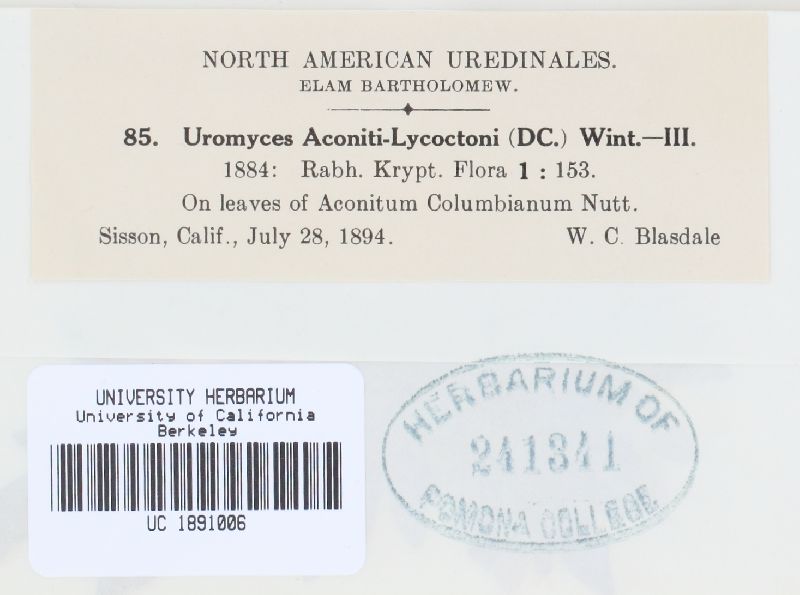 NORTH AMERICAN UREDINALES.
ELAM BARTHOLOMEW.
85. Uromyces Aconiti-Lycoctoni (DC.) Wint.—III.
1884: Rabh. Krypt. Flora 1 : 153.
On leaves of Aconitum Columbianum Nutt.
Sisson, Calif., July 28, 1894. W. C. Blasdale
UNIVERSITY HERBARIUM
University of California
Berkeley
UC 1891006
HERBARIUM OF
241341
POMONA COLLEGE